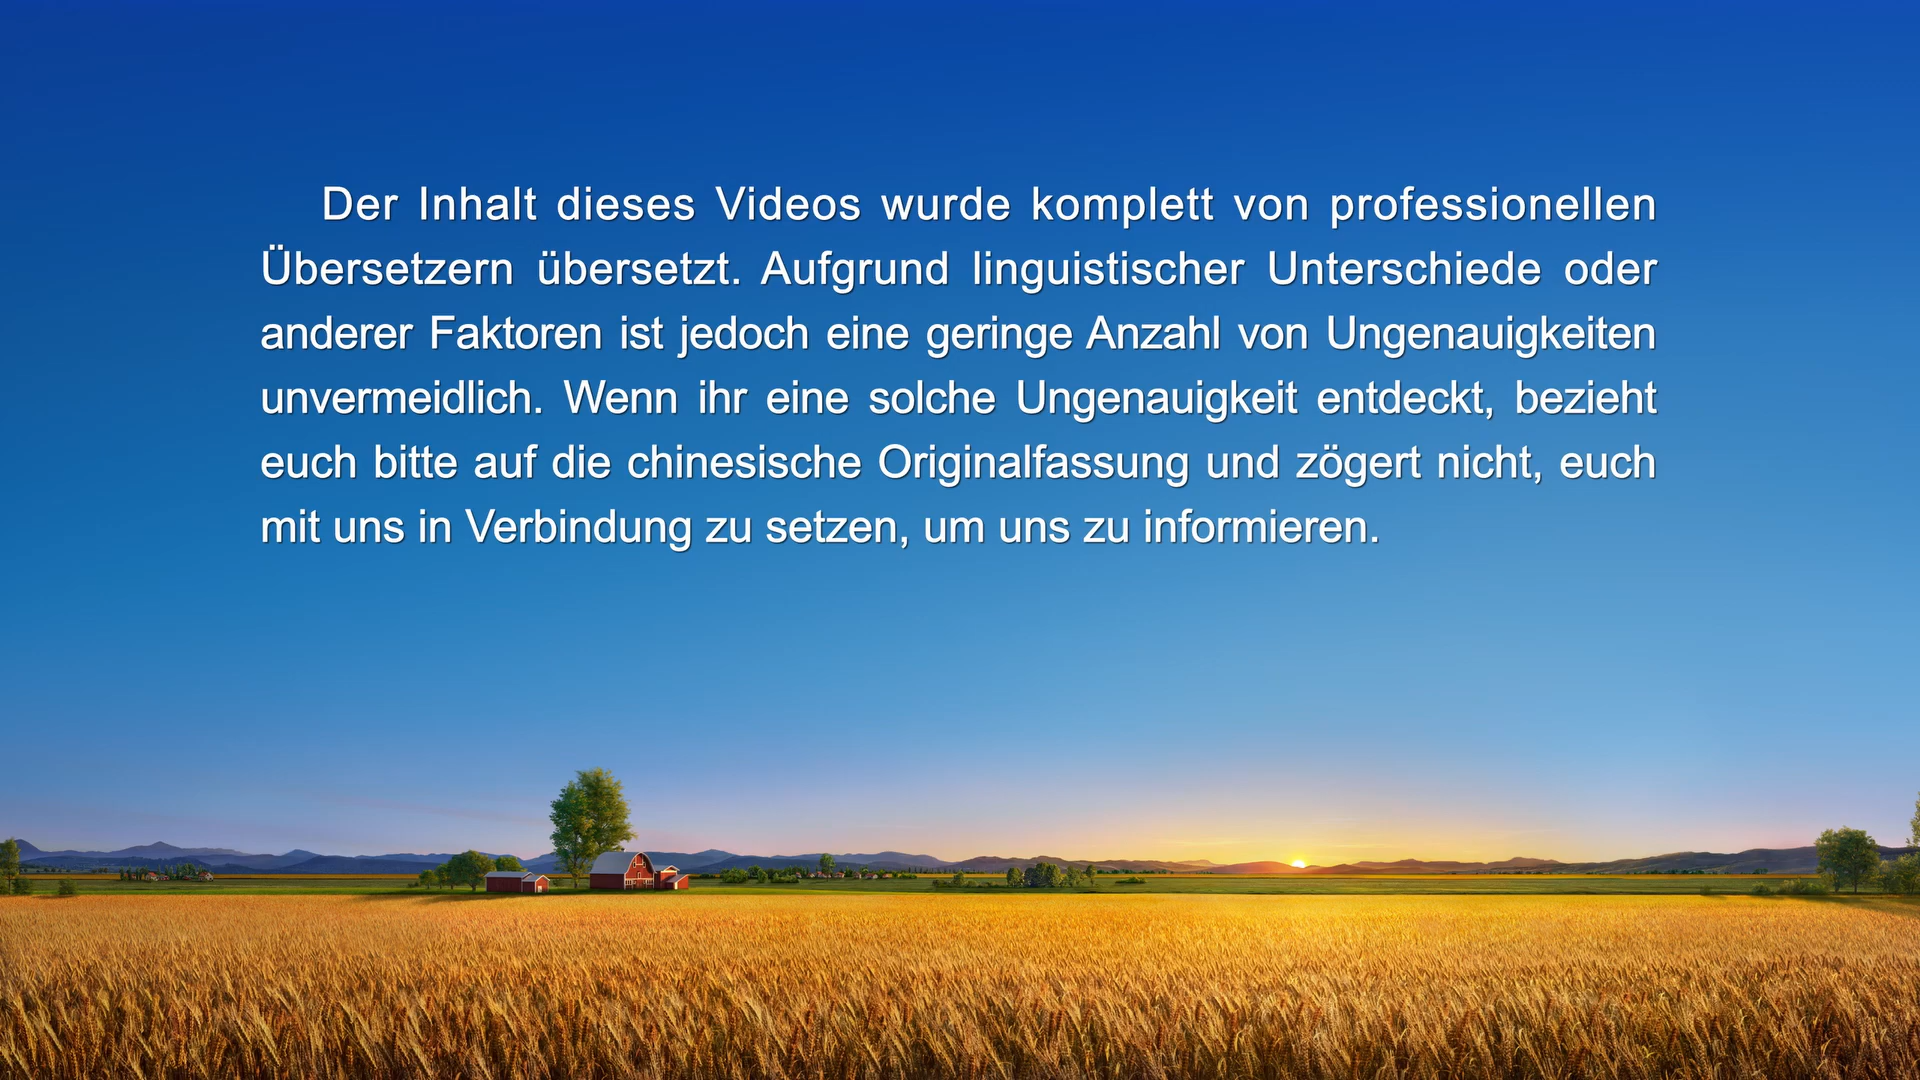 Der Inhalt dieses Videos wurde komplett von professionellen
Übersetzern übersetzt. Aufgrund linguistischer Unterschiede oder
anderer Faktoren ist jedoch eine geringe Anzahl von Ungenauigkeiten
unvermeidlich. Wenn ihr eine solche Ungenauigkeit entdeckt, bezieht
euch bitte auf die chinesische Originalfassung und zögert nicht, euch
mit uns in Verbindung zu setzen, um uns zu informieren.